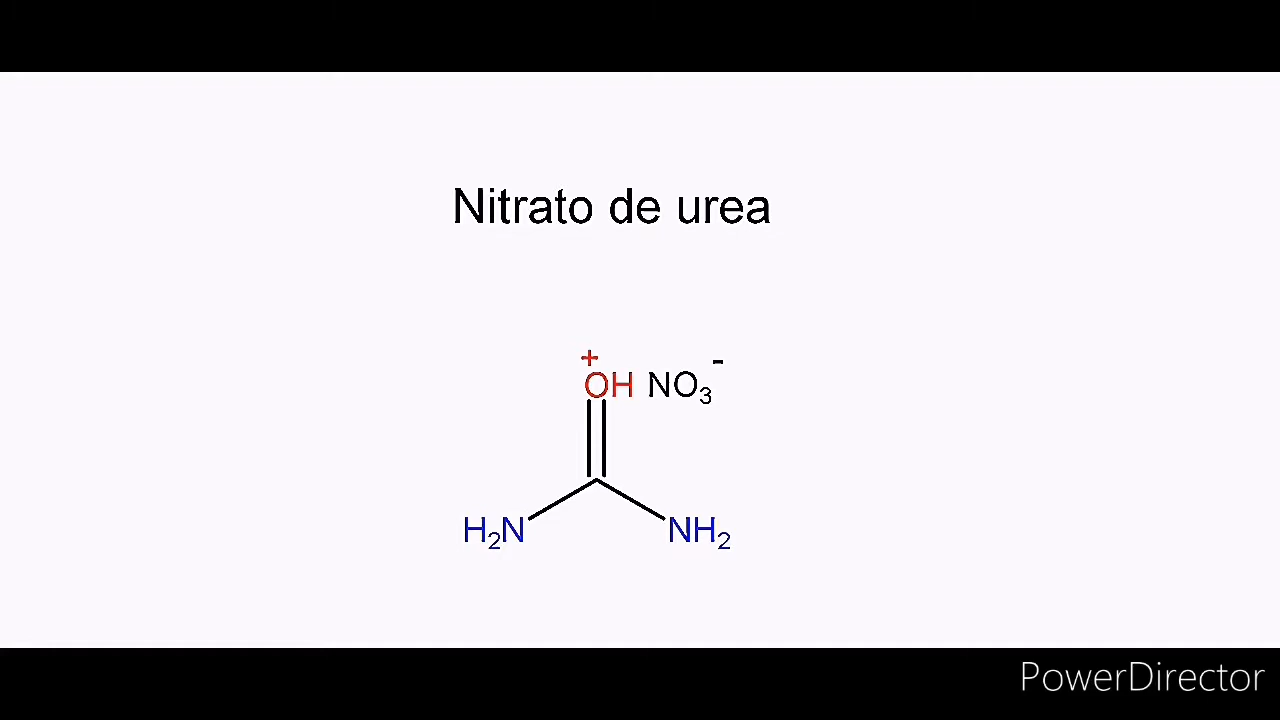 Nitrato de urea
+ -
OH NO₃
H₂N NH₂
PowerDirector